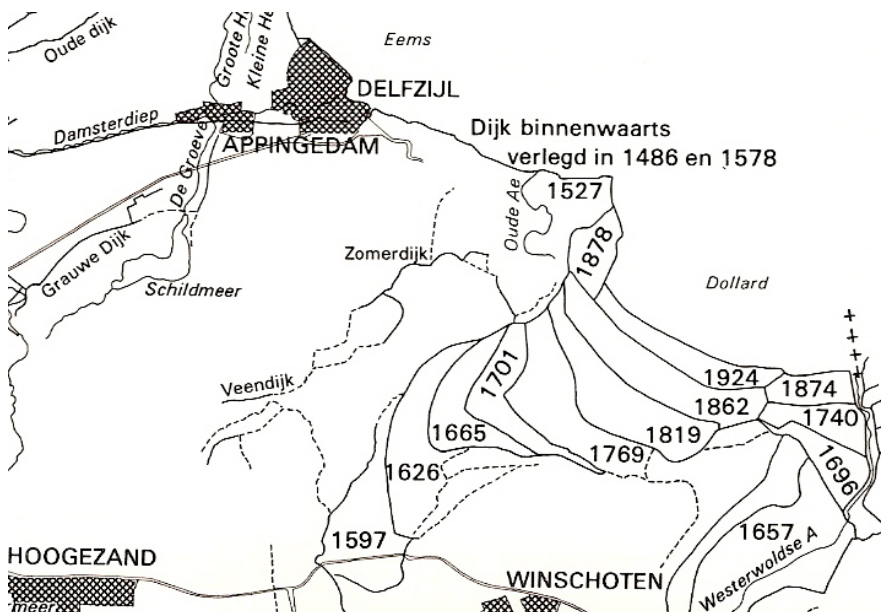 Oude dijk
Groote H
Kleine He
Eems
DELFZIJL
Damsterdiep
APPINGEDAM
De Groeve
Dijk binnenwaarts
verlegd in 1486 en 1578
1527
Oude Ae
1878
Zomerdijk
Grauwe Dijk
Schildmeer
Dollard
Veendijk
1701
1924
1874
1862
1740
1665
1819
1769
1626
1696
1597
1657
HOOGEZAND
WINSCHOTEN
Westerwoldse A
meer